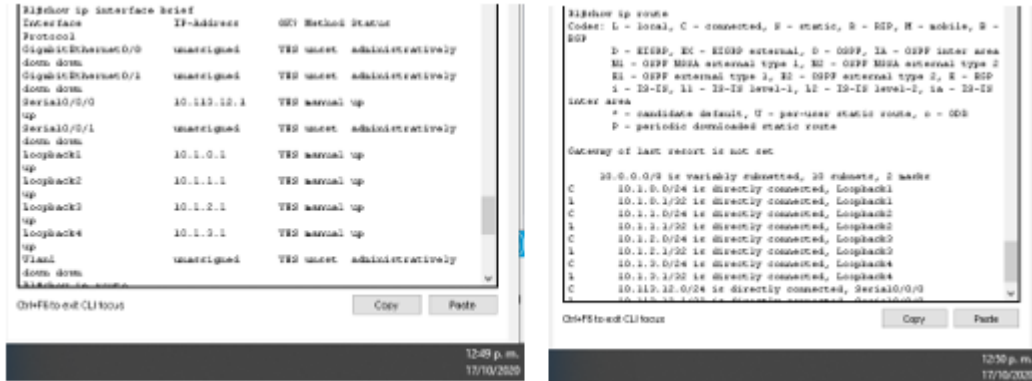 R1#show ip interface brief
Interface IP-Address OK? Method Status
Protocol
GigabitEthernet0/0 unassigned YES unset administratively
down down
GigabitEthernet0/1 unassigned YES unset administratively
down down
Serial0/0/0 10.113.12.1 YES manual up
up
Serial0/0/1 unassigned YES unset administratively
down down
Loopback1 10.1.0.1 YES manual up
up
Loopback2 10.1.1.1 YES manual up
up
Loopback3 10.1.2.1 YES manual up
up
Loopback4 10.1.3.1 YES manual up
up
Vlan1 unassigned YES unset administratively
down down
R1#show ip route
Ctrl+F6 to exit CLI focus
Copy
Paste
12:49 p. m.
17/10/2020
R1#show ip route
Codes: L - local, C - connected, S - static, R - RIP, M - mobile, B -
BGP
D - EIGRP, EX - EIGRP external, O - OSPF, IA - OSPF inter area
N1 - OSPF NSSA external type 1, N2 - OSPF NSSA external type 2
E1 - OSPF external type 1, E2 - OSPF external type 2, E - EGP
i - IS-IS, L1 - IS-IS level-1, L2 - IS-IS level-2, ia - IS-IS
inter area
* - candidate default, U - per-user static route, o - ODR
P - periodic downloaded static route
Gateway of last resort is not set
10.0.0.0/8 is variably subnetted, 10 subnets, 2 masks
C 10.1.0.0/24 is directly connected, Loopback1
L 10.1.0.1/32 is directly connected, Loopback1
C 10.1.1.0/24 is directly connected, Loopback2
L 10.1.1.1/32 is directly connected, Loopback2
C 10.1.2.0/24 is directly connected, Loopback3
L 10.1.2.1/32 is directly connected, Loopback3
C 10.1.3.0/24 is directly connected, Loopback4
L 10.1.3.1/32 is directly connected, Loopback4
C 10.113.12.0/24 is directly connected, Serial0/0/0
L 10.113.12.1/32 is directly connected, Serial0/0/0
Ctrl+F6 to exit CLI focus
Copy
Paste
12:50 p. m.
17/10/2020